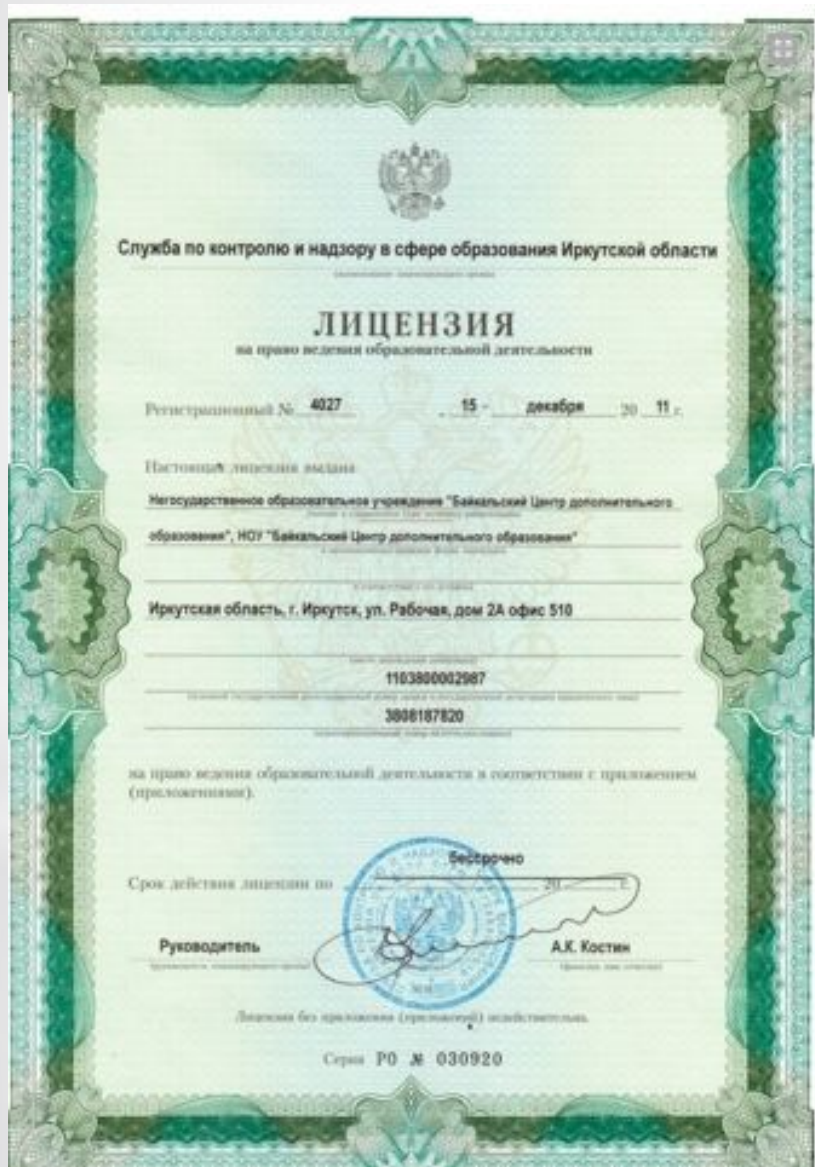 Служба по контролю и надзору в сфере образования Иркутской области
ЛИЦЕНЗИЯ
на право ведения образовательной деятельности
Регистрационный № 4027 15 - декабря 20 11 г.
Настоящая лицензия выдана
Негосударственное образовательное учреждение "Байкальский Центр дополнительного
образования", НОУ "Байкальский Центр дополнительного образования"
Иркутская область, г. Иркутск, ул. Рабочая, дом 2А офис 510
1103800002987
3808187820
на право ведения образовательной деятельности в соответствии с приложением
(приложениями).
бессрочно
Срок действия лицензии по 20 г.
Руководитель А.К. Костин
Лицензия без приложения (приложений) недействительна.
Серия РО № 030920